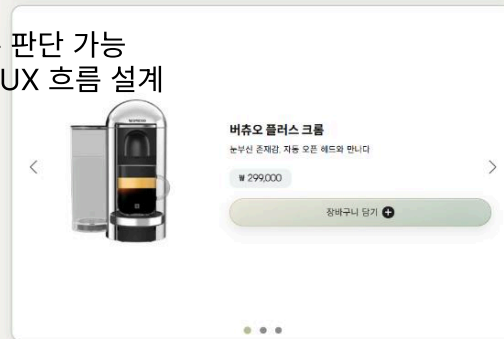 판단 가능
UX 흐름 설계
버츄오 플러스 크롬
눈부신 존재감, 자동 오픈 헤드와 만나다
₩ 299,000
장바구니 담기